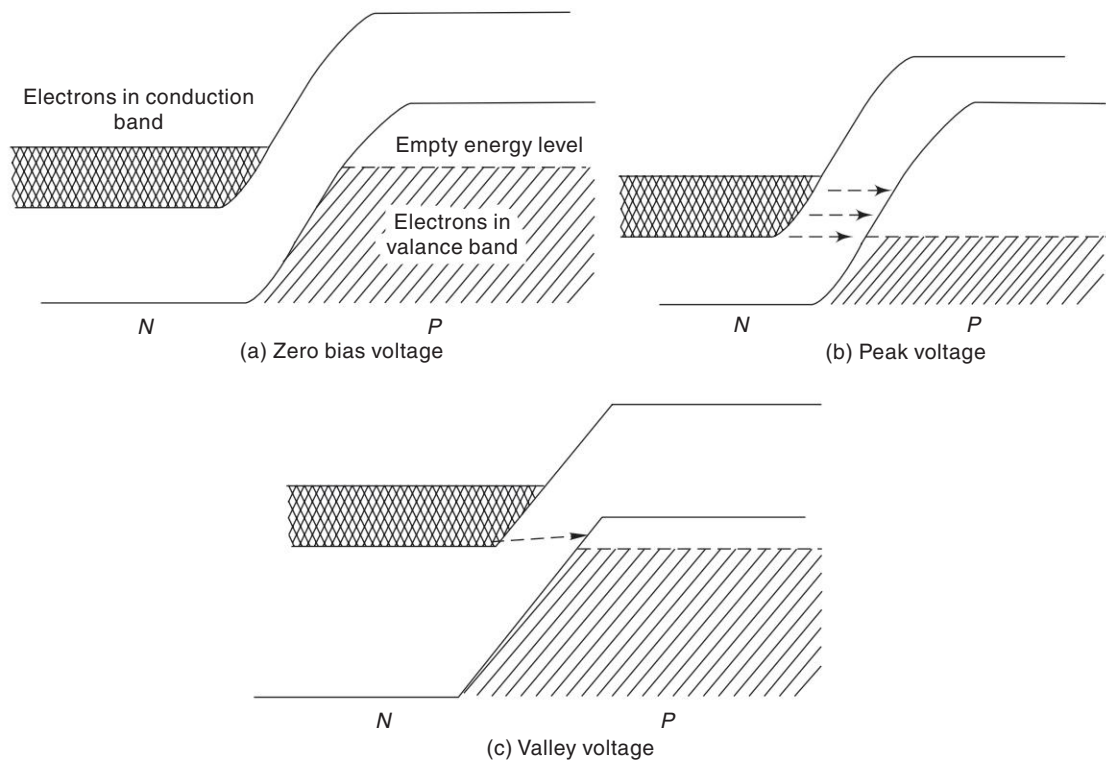 Electrons in conduction
band
Empty energy level
Electrons in
valance band
N
P
(a) Zero bias voltage
N
P
(b) Peak voltage
N
P
(c) Valley voltage